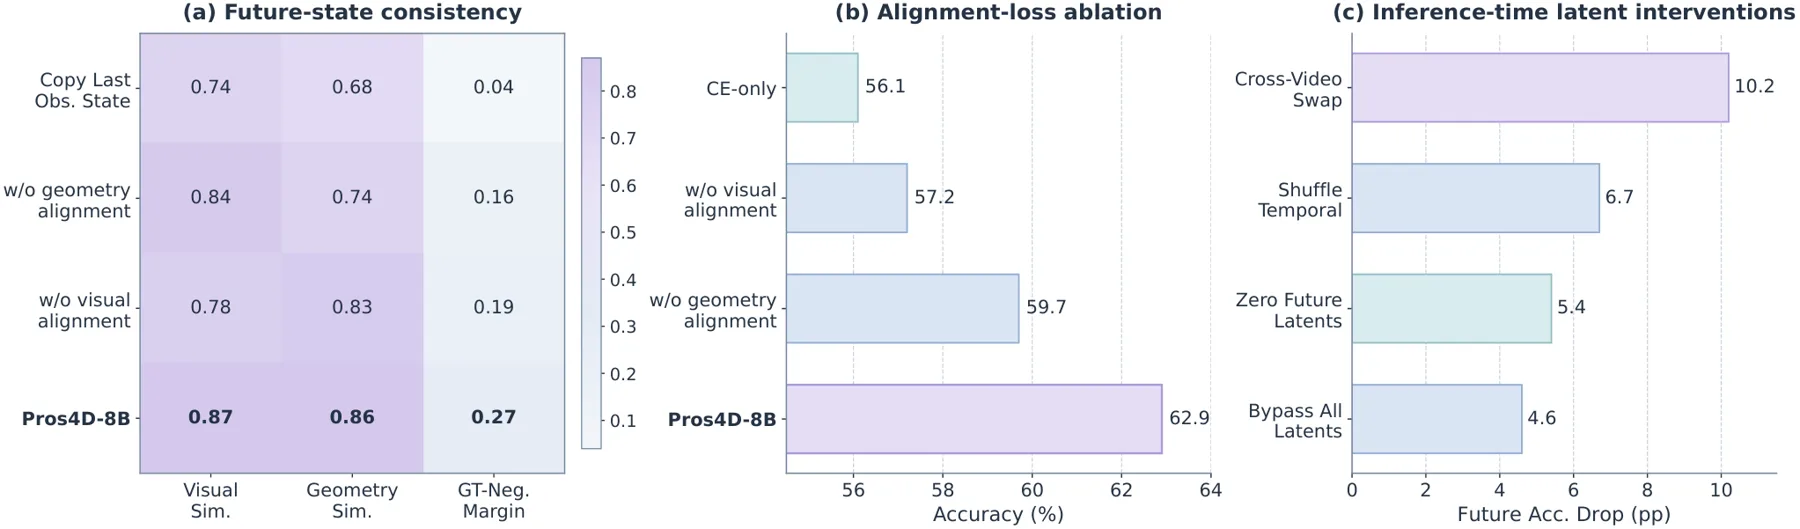 (a) Future-state consistency
Copy Last
Obs. State
w/o geometry
alignment
w/o visual
alignment
Pros4D-8B
0.74 0.68 0.04
0.84 0.74 0.16
0.78 0.83 0.19
0.87 0.86 0.27
Visual
Sim.
Geometry
Sim.
GT-Neg.
Margin
0.8
0.7
0.6
0.5
0.4
0.3
0.2
0.1
(b) Alignment-loss ablation
CE-only 56.1
w/o visual
alignment
57.2
w/o geometry
alignment
59.7
Pros4D-8B 62.9
56 58 60 62 64
Accuracy (%)
(c) Inference-time latent interventions
Cross-Video
Swap
10.2
Shuffle
Temporal
6.7
Zero Future
Latents
5.4
Bypass All
Latents
4.6
0 2 4 6 8 10
Future Acc. Drop (pp)